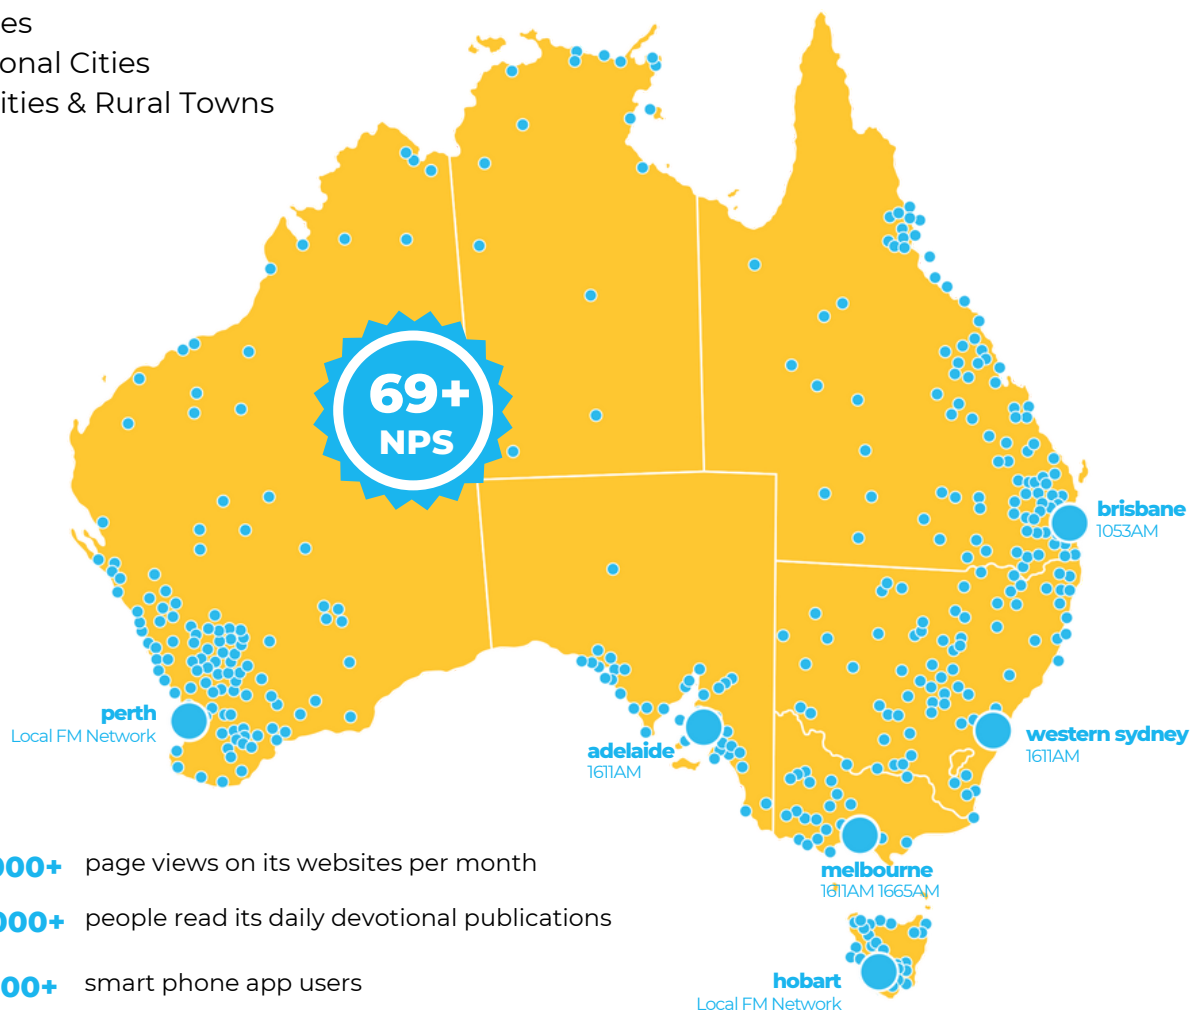 es
onal Cities
ities & Rural Towns
69+
NPS
brisbane
1053AM
perth
Local FM Network
adelaide
1611AM
western sydney
1611AM
melbourne
1611AM 1665AM
hobart
Local FM Network
000+ page views on its websites per month
000+ people read its daily devotional publications
00+ smart phone app users